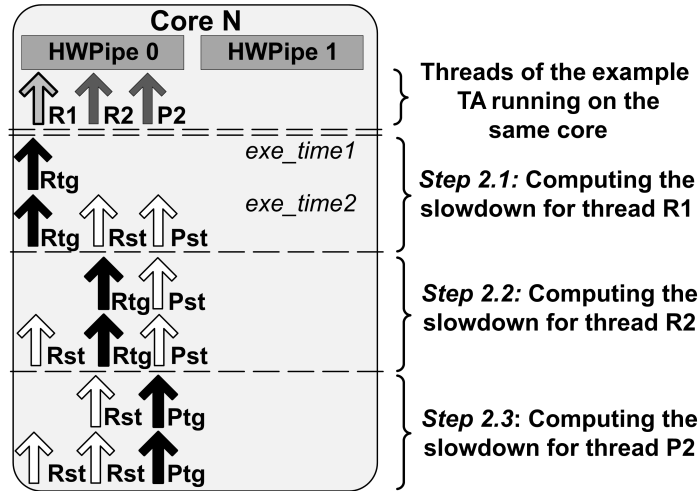 Core N
HWPipe 0 HWPipe 1
R1 R2 P2
Threads of the example
TA running on the
same core
exe_time1
Rtg
exe_time2
Rtg Rst Pst
Step 2.1: Computing the
slowdown for thread R1
Rtg Pst
Rst Rtg Pst
Step 2.2: Computing the
slowdown for thread R2
Rst Ptg
Rst Rst Ptg
Step 2.3: Computing the
slowdown for thread P2